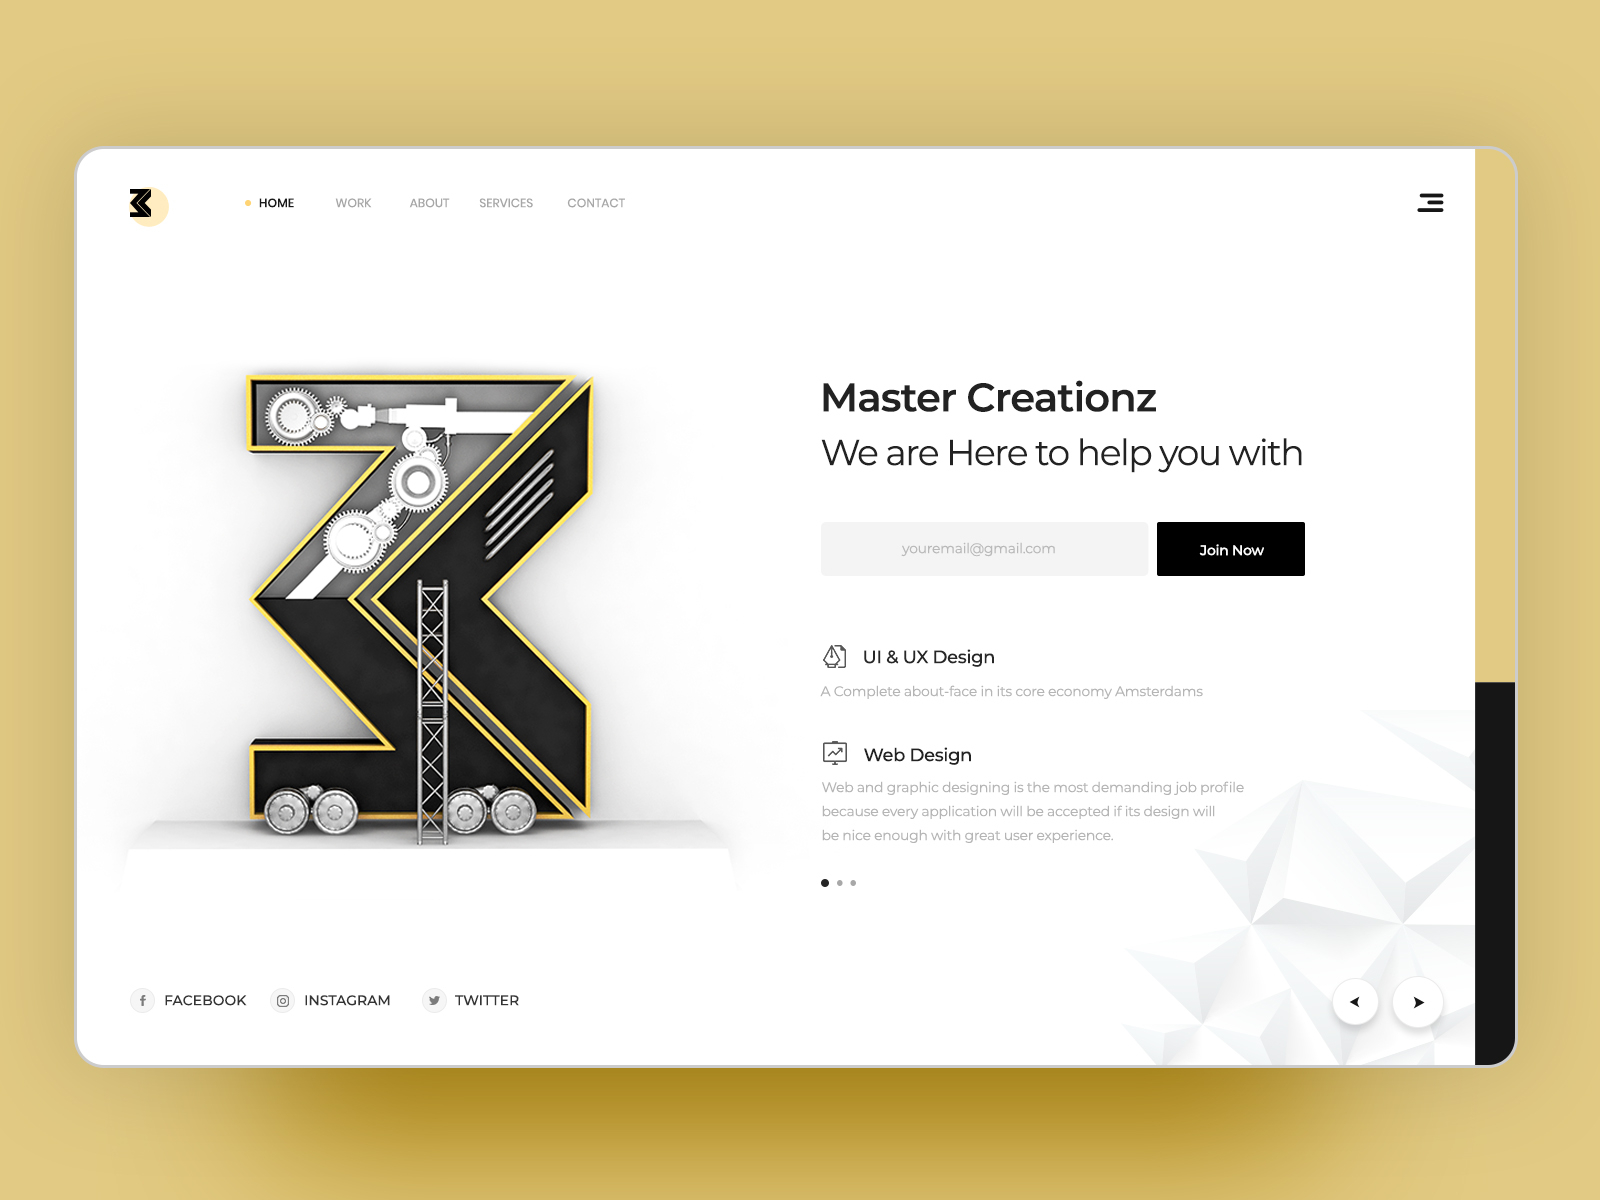 HOME WORK ABOUT SERVICES CONTACT
Master Creationz
We are Here to help you with
youremail@gmail.com
Join Now
UI & UX Design
A Complete about-face in its core economy Amsterdams
Web Design
Web and graphic designing is the most demanding job profile
because every application will be accepted if its design will
be nice enough with great user experience.
FACEBOOK INSTAGRAM TWITTER